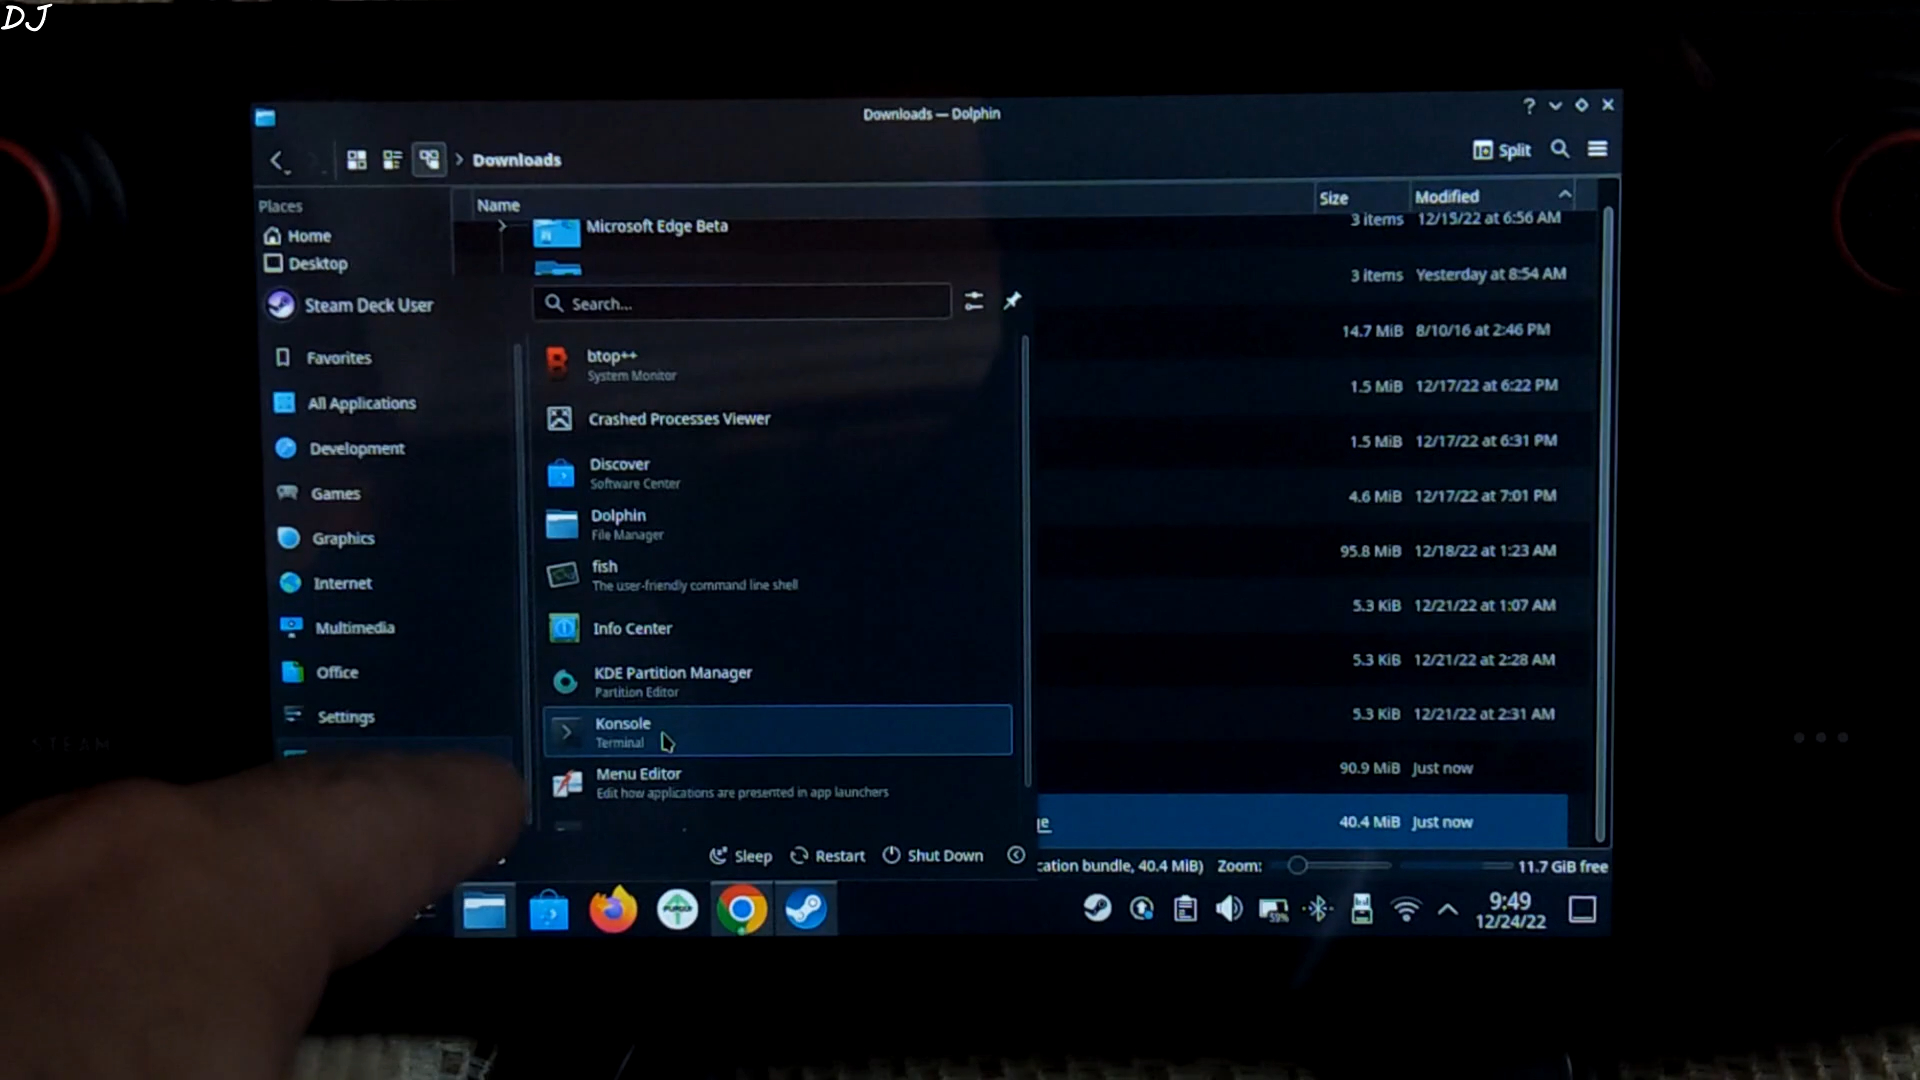 DJ
Downloads — Dolphin
Downloads
Split
Places
Name
Size
Modified
Home
Desktop
Microsoft Edge Beta
3 items 12/15/22 at 6:56 AM
3 items Yesterday at 8:54 AM
Steam Deck User
Search...
14.7 MiB 8/10/16 at 2:46 PM
Favorites
btop++
System Monitor
1.5 MiB 12/17/22 at 6:22 PM
All Applications
Crashed Processes Viewer
1.5 MiB 12/17/22 at 6:31 PM
Development
Discover
Software Center
4.6 MiB 12/17/22 at 7:01 PM
Games
Dolphin
File Manager
95.8 MiB 12/18/22 at 1:23 AM
Graphics
fish
The user-friendly command line shell
5.3 KiB 12/21/22 at 1:07 AM
Internet
Info Center
5.3 KiB 12/21/22 at 2:28 AM
Multimedia
KDE Partition Manager
Partition Editor
5.3 KiB 12/21/22 at 2:31 AM
Office
Konsole
Terminal
90.9 MiB Just now
Settings
Menu Editor
Edit how applications are presented in app launchers
ge 40.4 MiB Just now
STEAM
Sleep Restart Shut Down
cation bundle, 40.4 MiB) Zoom: 11.7 GiB free
59%
9:49
12/24/22